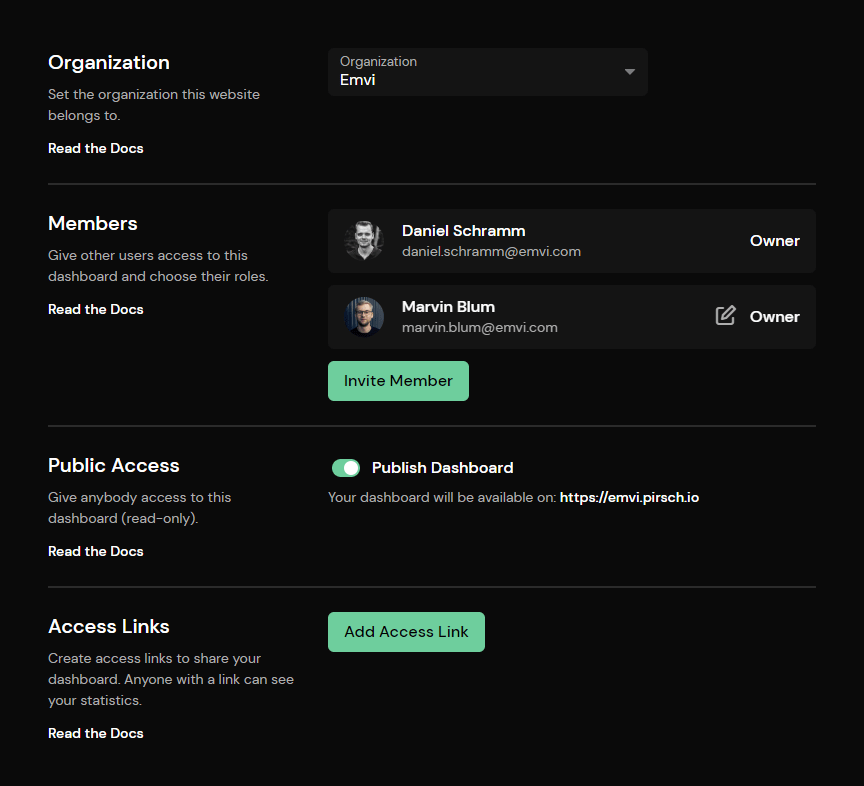 Organization
Set the organization this website
belongs to.
Read the Docs
Organization
Emvi
Members
Give other users access to this
dashboard and choose their roles.
Read the Docs
Daniel Schramm
daniel.schramm@emvi.com
Owner
Marvin Blum
marvin.blum@emvi.com
Owner
Invite Member
Public Access
Give anybody access to this
dashboard (read-only).
Read the Docs
Publish Dashboard
Your dashboard will be available on: https://emvi.pirsch.io
Access Links
Create access links to share your
dashboard. Anyone with a link can see
your statistics.
Read the Docs
Add Access Link